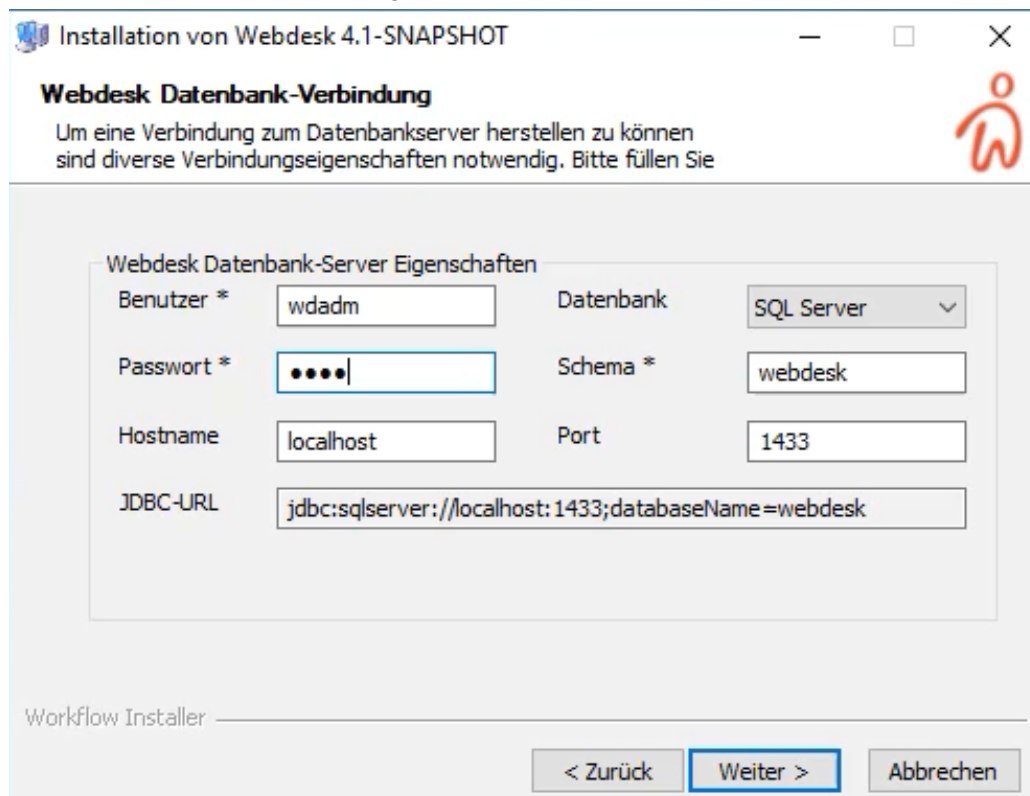 Installation von Webdesk 4.1-SNAPSHOT
Webdesk Datenbank-Verbindung
Um eine Verbindung zum Datenbankserver herstellen zu können
sind diverse Verbindungseigenschaften notwendig. Bitte füllen Sie
Webdesk Datenbank-Server Eigenschaften
Benutzer * wdadm Datenbank SQL Server
Passwort * •••• Schema * webdesk
Hostname localhost Port 1433
JDBC-URL jdbc:sqlserver://localhost:1433;databaseName=webdesk
Workflow Installer
< Zurück Weiter > Abbrechen